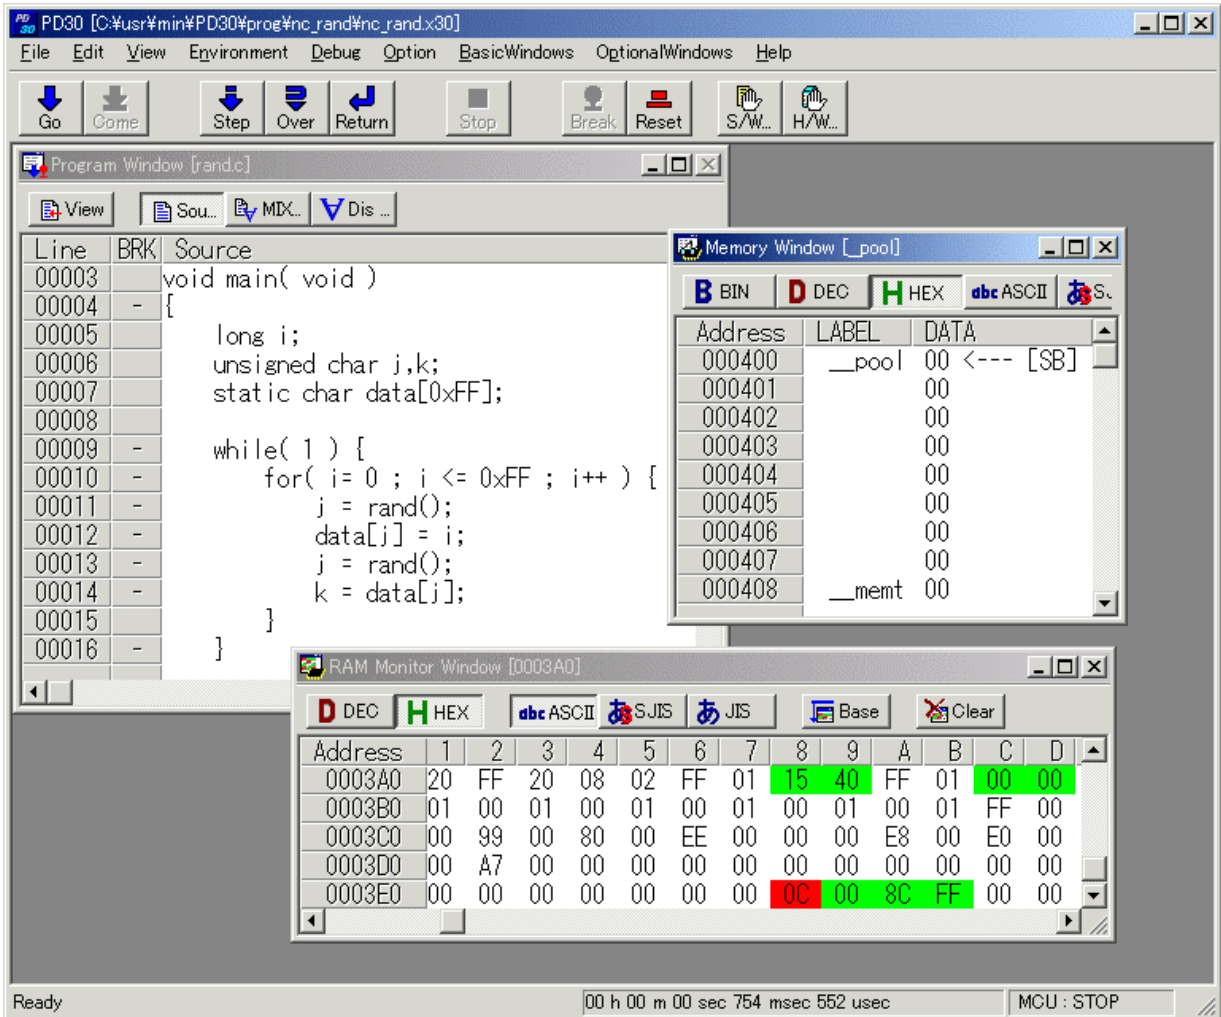 PD30 [C:¥usr¥min¥PD30¥prog¥nc_rand¥nc_rand.x30]
File Edit View Environment Debug Option BasicWindows OptionalWindows Help
Go Come Step Over Return Stop Break Reset S/W... H/W...
Program Window [rand.c]
View Sou... MIX... Dis ...
Line BRK Source
00003 void main( void )
00004 - {
00005 long i;
00006 unsigned char j,k;
00007 static char data[0xFF];
00008
00009 - while( 1 ) {
00010 - for( i= 0 ; i <= 0xFF ; i++ ) {
00011 - j = rand();
00012 - data[j] = i;
00013 - j = rand();
00014 - k = data[j];
00015 }
00016 - }
Memory Window [__pool]
B BIN D DEC H HEX abc ASCII あS S.
Address LABEL DATA
000400 __pool 00 <--- [SB]
000401 00
000402 00
000403 00
000404 00
000405 00
000406 00
000407 00
000408 __memt 00
RAM Monitor Window [0003A0]
D DEC H HEX abc ASCII あS SJIS あ JIS Base Clear
Address 1 2 3 4 5 6 7 8 9 A B C D
0003A0 20 FF 20 08 02 FF 01 15 40 FF 01 00 00
0003B0 01 00 01 00 01 00 01 00 01 00 01 FF 00
0003C0 00 99 00 80 00 EE 00 00 00 E8 00 E0 00
0003D0 00 A7 00 00 00 00 00 00 00 00 00 00 00
0003E0 00 00 00 00 00 00 00 0C 00 8C FF 00 00
Ready 00 h 00 m 00 sec 754 msec 552 usec MCU : STOP